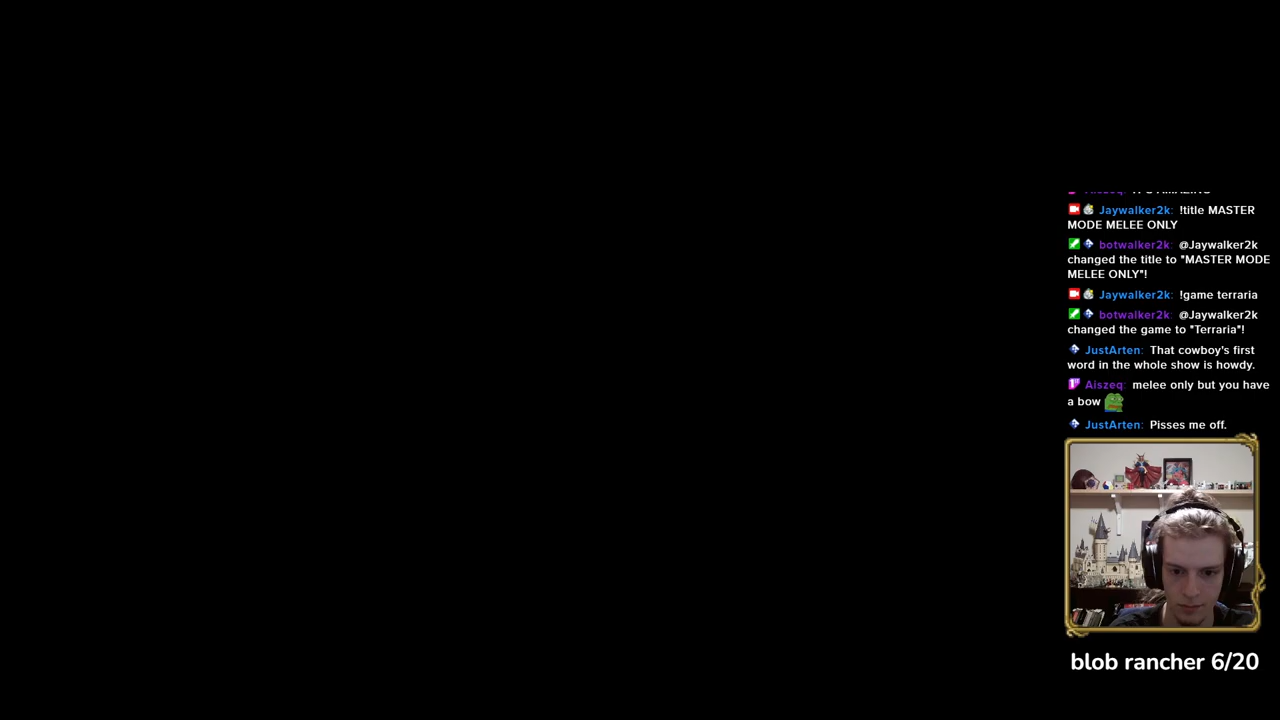 Jaywalker2k: !title MASTER
MODE MELEE ONLY
botwalker2k: @Jaywalker2k
changed the title to "MASTER MODE
MELEE ONLY"!
Jaywalker2k: !game terraria
botwalker2k: @Jaywalker2k
changed the game to "Terraria"!
JustArten: That cowboy's first
word in the whole show is howdy.
Aiszeq: melee only but you have
a bow
JustArten: Pisses me off.
blob rancher 6/20